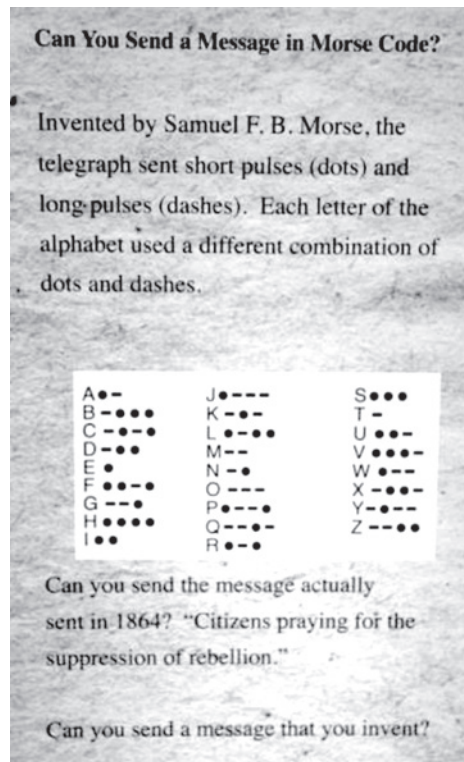 Can You Send a Message in Morse Code?
Invented by Samuel F. B. Morse, the
telegraph sent short pulses (dots) and
long pulses (dashes). Each letter of the
alphabet used a different combination of
dots and dashes.
A●– J●––– S●●●
B–●●● K–●– T–
C–●–● L●–●● U●●–
D–●● M–– V●●●–
E● N–● W●––
F●●–● O––– X–●●–
G––● P●––● Y–●––
H●●●● Q––●– Z––●●
I●● R●–●
Can you send the message actually
sent in 1864? “Citizens praying for the
suppression of rebellion.”
Can you send a message that you invent?